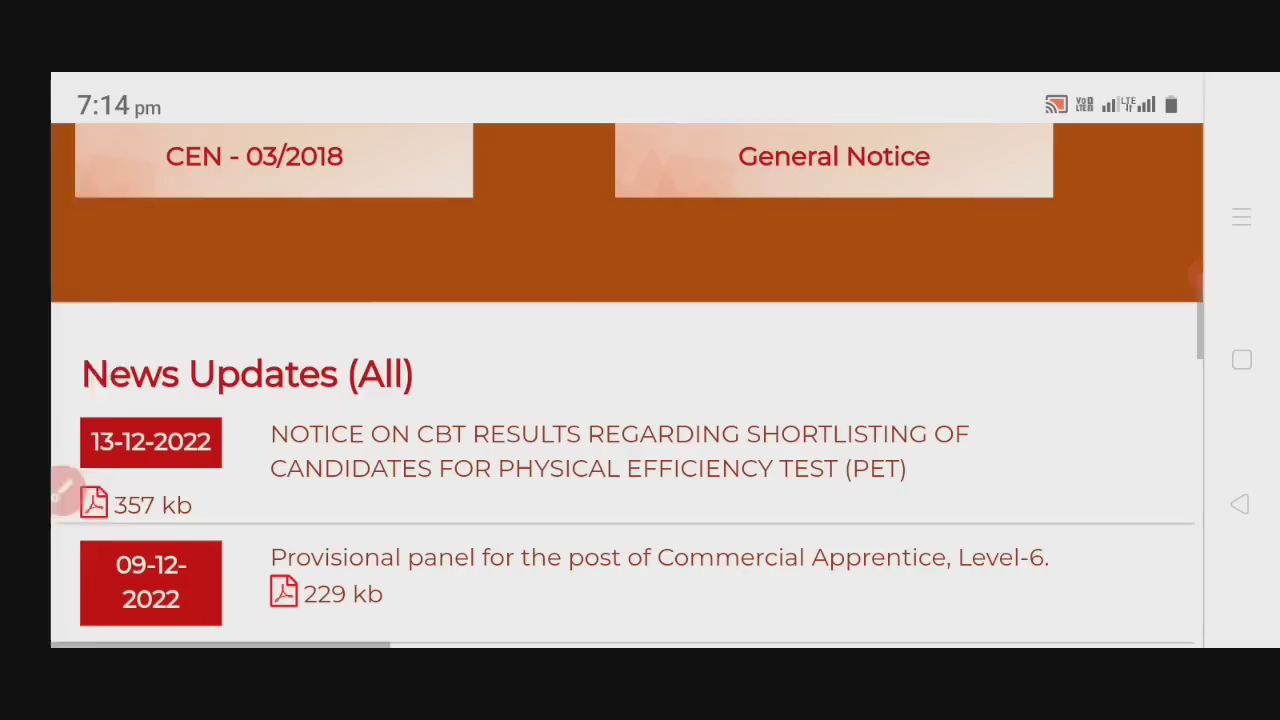 7:14 pm
CEN - 03/2018
General Notice
News Updates (All)
13-12-2022
NOTICE ON CBT RESULTS REGARDING SHORTLISTING OF
CANDIDATES FOR PHYSICAL EFFICIENCY TEST (PET)
357 kb
09-12-
2022
Provisional panel for the post of Commercial Apprentice, Level-6.
229 kb